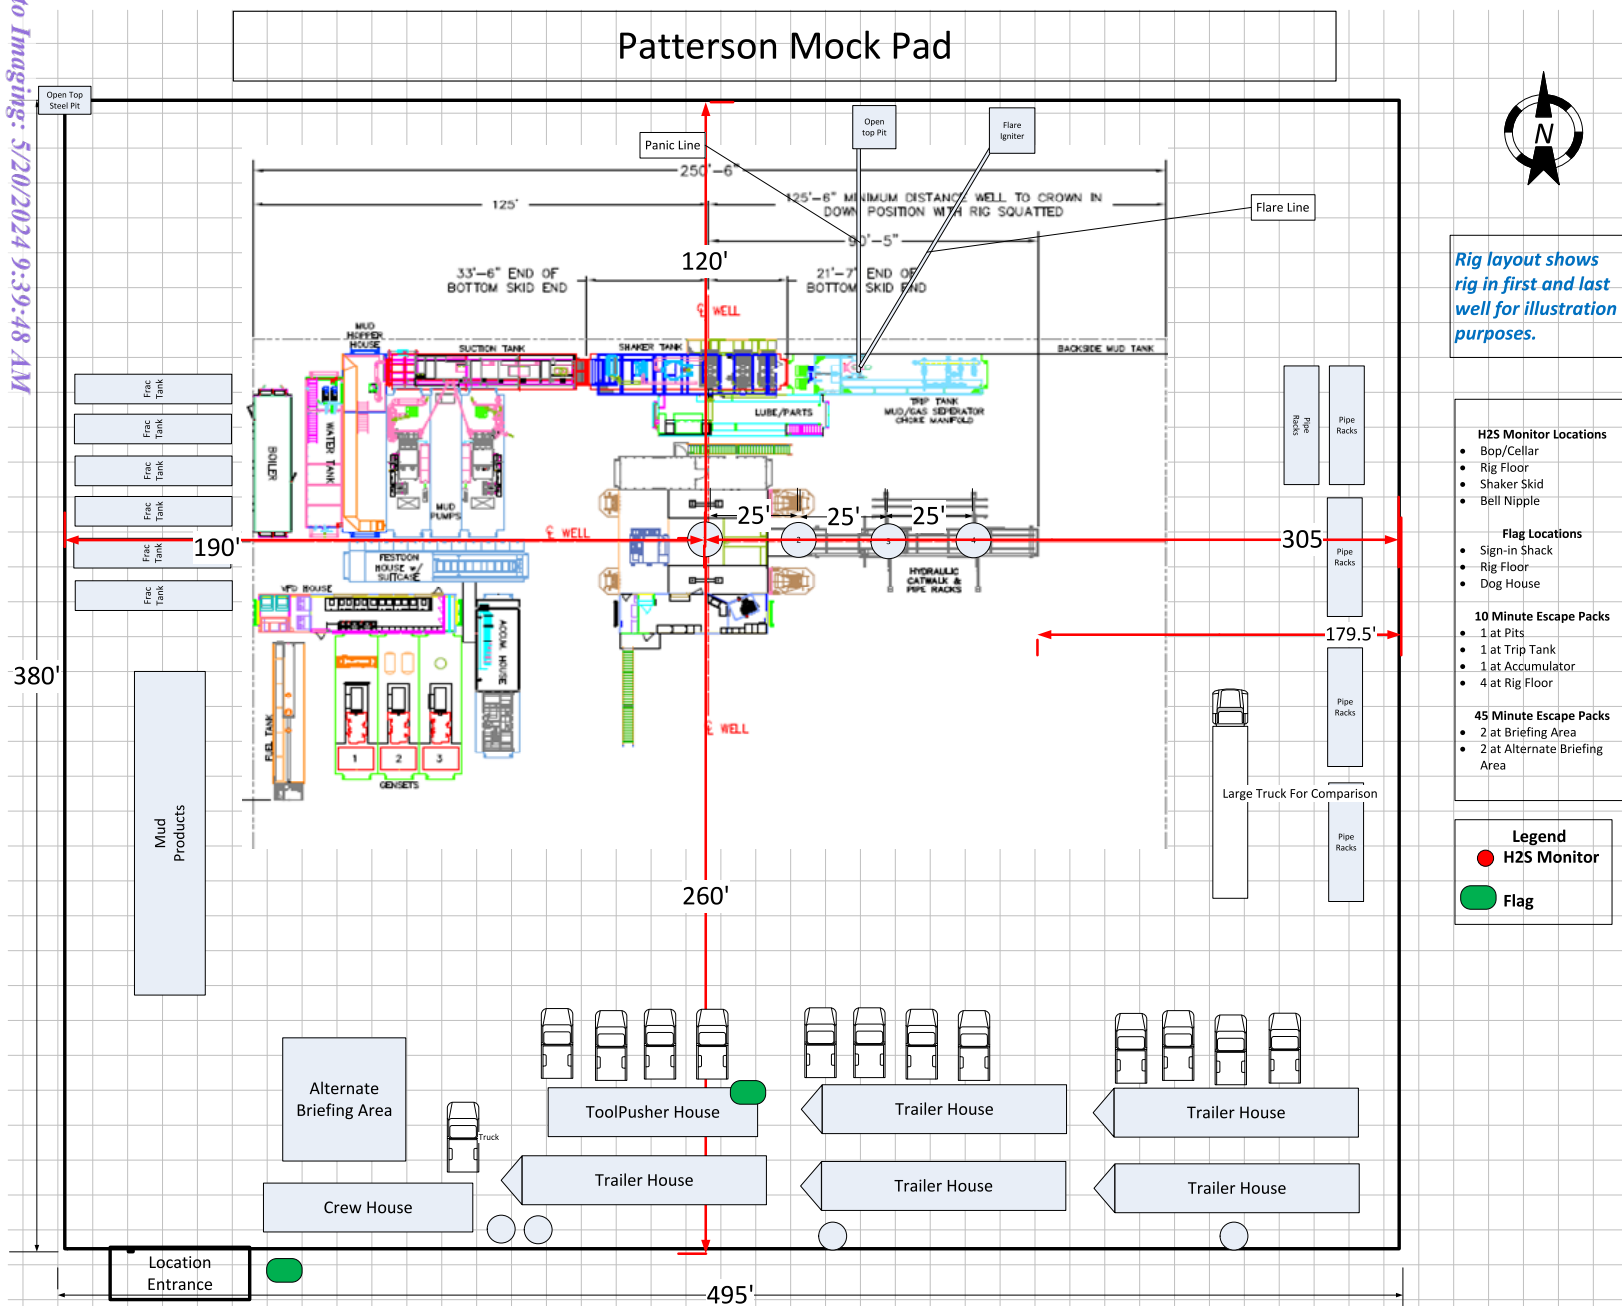 Patterson Mock Pad
to Imaging: 5/20/2024 9:39:48 AM
Open Top
Steel Pit
Open
top Pit
Flare
Igniter
N
Panic Line
250'-6"
125'
125'-6" MINIMUM DISTANCE WELL TO CROWN IN
DOWN POSITION WITH RIG SQUATTED
Flare Line
90'-5"
120'
33'-6" END OF
BOTTOM SKID END
21'-7" END OF
BOTTOM SKID END
℄ WELL
Rig layout shows
rig in first and last
well for illustration
purposes.
MUD
HOPPER
HOUSE
SUCTION TANK
SHAKER TANK
BACKSIDE MUD TANK
Frac
Tank
Frac
Tank
Frac
Tank
Frac
Tank
Frac
Tank
Frac
Tank
BOILER
WATER TANK
MUD
PUMPS
LUBE/PARTS
TRIP TANK
MUD/GAS SEPERATOR
CHOKE MANIFOLD
Pipe
Racks
Pipe
Racks
Pipe
Racks
Pipe
Racks
Pipe
Racks
H2S Monitor Locations
• Bop/Cellar
• Rig Floor
• Shaker Skid
• Bell Nipple
Flag Locations
• Sign-in Shack
• Rig Floor
• Dog House
10 Minute Escape Packs
• 1 at Pits
• 1 at Trip Tank
• 1 at Accumulator
• 4 at Rig Floor
45 Minute Escape Packs
• 2 at Briefing Area
• 2 at Alternate Briefing
Area
25'
25'
25'
190'
℄ WELL
2
3
4
305
FESTOON
HOUSE w/
SUITCASE
HYDRAULIC
CATWALK &
PIPE RACKS
VFD HOUSE
ACCUM. HOUSE
179.5'
380'
FUEL TANK
1
2
3
GENSETS
℄ WELL
Large Truck For Comparison
Legend
H2S Monitor
Flag
Mud
Products
260'
Alternate
Briefing Area
Truck
ToolPusher House
Trailer House
Trailer House
Crew House
Trailer House
Trailer House
Trailer House
Location
Entrance
495'